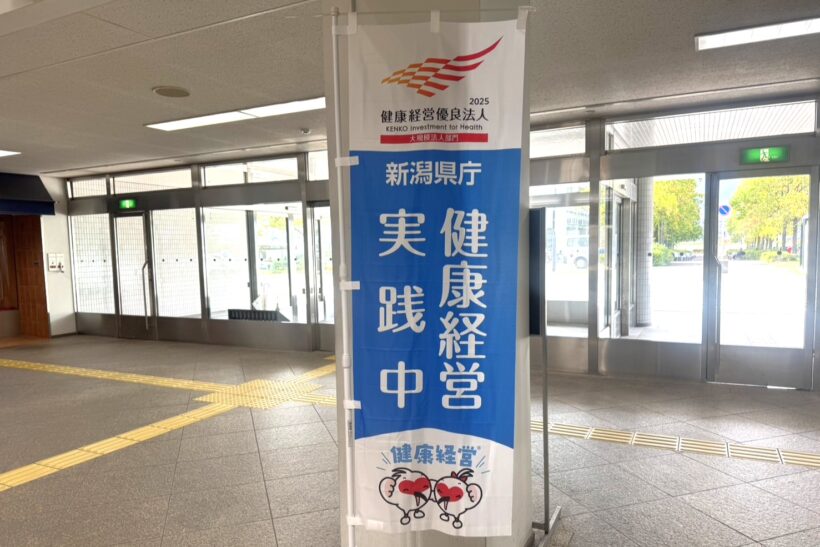 2025
健康経営優良法人
KENKO Investment for Health
大規模法人部門
新潟県庁
健康経営
実践中
健康経営®